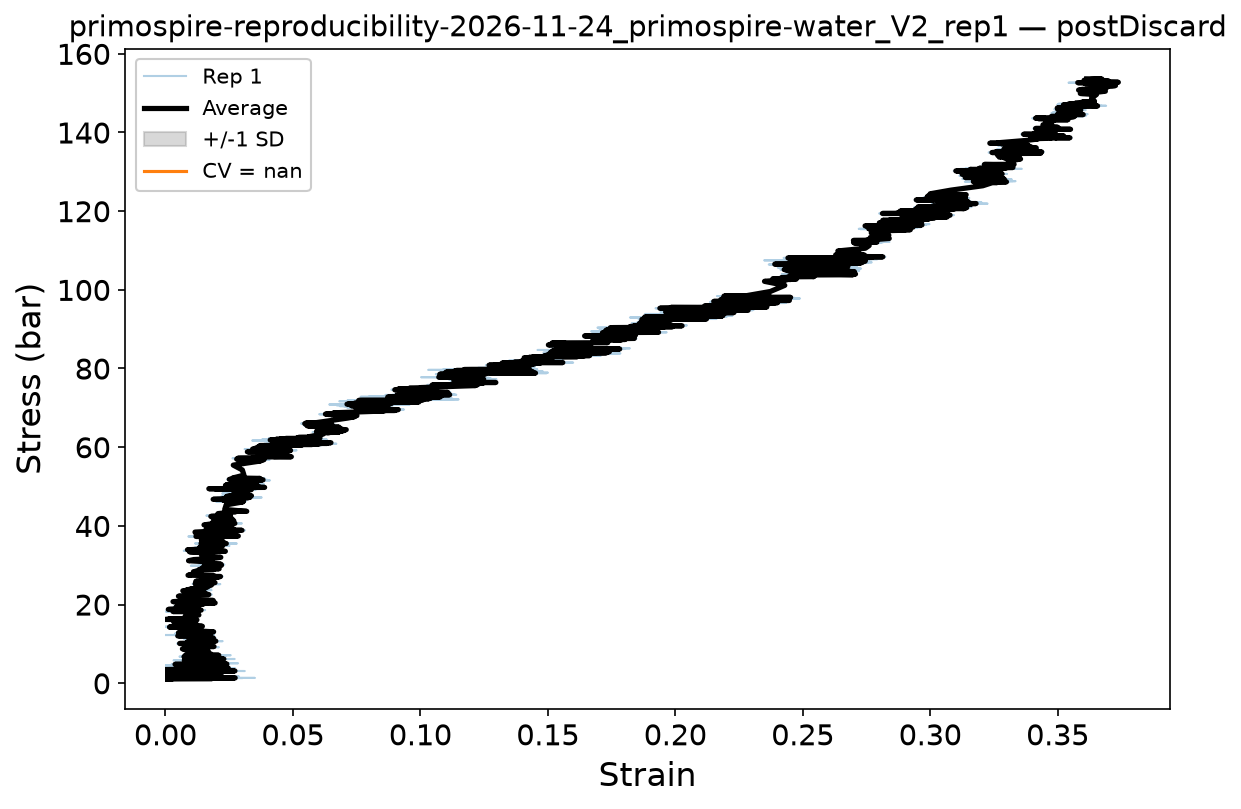 primospire-reproducibility-2026-11-24_primospire-water_V2_rep1 — postDiscard
Rep 1
Average
+/-1 SD
CV = nan
Stress (bar)
160
140
120
100
80
60
40
20
0
0.00 0.05 0.10 0.15 0.20 0.25 0.30 0.35
Strain